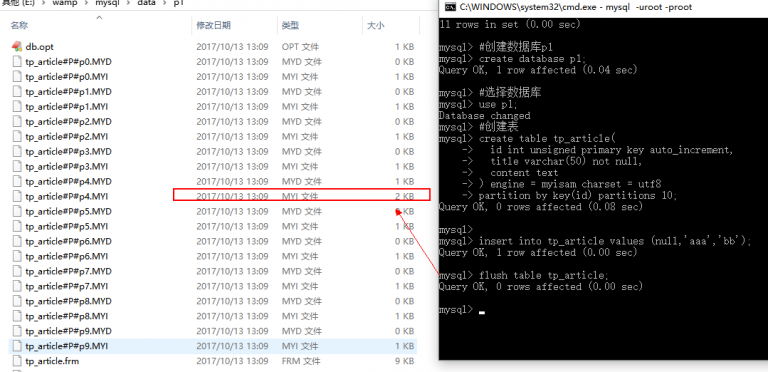 其他 (E:) > wamp > mysql > data > p1
名称 修改日期 类型 大小
db.opt 2017/10/13 13:09 OPT 文件 1 KB
tp_article#P#p0.MYD 2017/10/13 13:09 MYD 文件 0 KB
tp_article#P#p0.MYI 2017/10/13 13:09 MYI 文件 1 KB
tp_article#P#p1.MYD 2017/10/13 13:09 MYD 文件 0 KB
tp_article#P#p1.MYI 2017/10/13 13:09 MYI 文件 1 KB
tp_article#P#p2.MYD 2017/10/13 13:09 MYD 文件 0 KB
tp_article#P#p2.MYI 2017/10/13 13:09 MYI 文件 1 KB
tp_article#P#p3.MYD 2017/10/13 13:09 MYD 文件 0 KB
tp_article#P#p3.MYI 2017/10/13 13:09 MYI 文件 1 KB
tp_article#P#p4.MYD 2017/10/13 13:09 MYD 文件 1 KB
tp_article#P#p4.MYI 2017/10/13 13:09 MYI 文件 2 KB
tp_article#P#p5.MYD 2017/10/13 13:09 MYD 文件 KB
tp_article#P#p5.MYI 2017/10/13 13:09 MYI 文件 1 KB
tp_article#P#p6.MYD 2017/10/13 13:09 MYD 文件 0 KB
tp_article#P#p6.MYI 2017/10/13 13:09 MYI 文件 1 KB
tp_article#P#p7.MYD 2017/10/13 13:09 MYD 文件 0 KB
tp_article#P#p7.MYI 2017/10/13 13:09 MYI 文件 1 KB
tp_article#P#p8.MYD 2017/10/13 13:09 MYD 文件 0 KB
tp_article#P#p8.MYI 2017/10/13 13:09 MYI 文件 1 KB
tp_article#P#p9.MYD 2017/10/13 13:09 MYD 文件 0 KB
tp_article#P#p9.MYI 2017/10/13 13:09 MYI 文件 1 KB
tp_article.frm 2017/10/13 13:09 FRM 文件 9 KB
C:\WINDOWS\system32\cmd.exe - mysql -uroot -proot
11 rows in set (0.00 sec)
mysql> #创建数据库p1
mysql> create database p1;
Query OK, 1 row affected (0.04 sec)
mysql> #选择数据库
mysql> use p1;
Database changed
mysql> #创建表
mysql> create table tp_article(
-> id int unsigned primary key auto_increment,
-> title varchar(50) not null,
-> content text
-> ) engine = myisam charset = utf8
-> partition by key(id) partitions 10;
Query OK, 0 rows affected (0.08 sec)
mysql>
mysql> insert into tp_article values (null,'aaa','bb');
Query OK, 1 row affected (0.00 sec)
mysql> flush table tp_article;
Query OK, 0 rows affected (0.00 sec)
mysql>